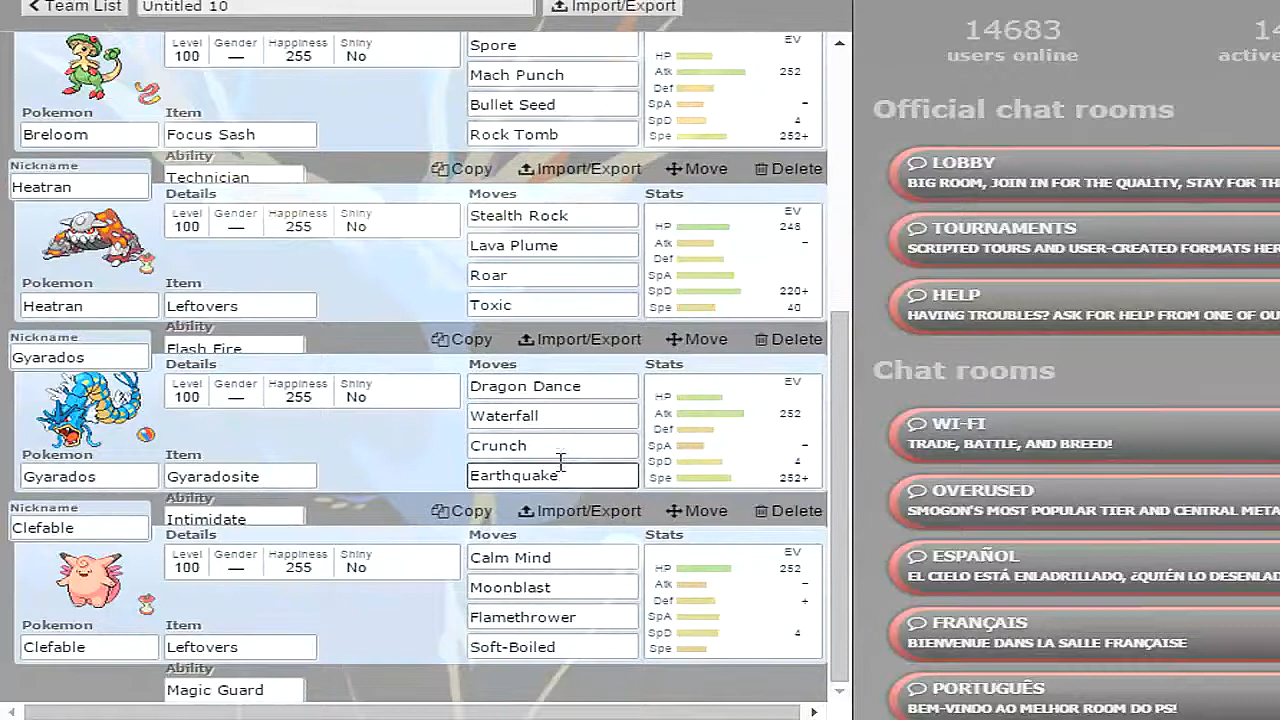 Team List
Untitled 10
Import/Export
Level
100
Gender
—
Happiness
255
Shiny
No
Pokemon
Breloom
Item
Focus Sash
Ability
Technician
Spore
Mach Punch
Bullet Seed
Rock Tomb
EV
HP
Atk 252
Def
SpA –
SpD 4
Spe 252+
Copy Import/Export Move Delete
Nickname
Heatran
Details
Level
100
Gender
—
Happiness
255
Shiny
No
Pokemon
Heatran
Item
Leftovers
Ability
Flash Fire
Moves
Stealth Rock
Lava Plume
Roar
Toxic
Stats
EV
HP 248
Atk –
Def
SpA
SpD 220+
Spe 40
Copy Import/Export Move Delete
Nickname
Gyarados
Details
Level
100
Gender
—
Happiness
255
Shiny
No
Pokemon
Gyarados
Item
Gyaradosite
Ability
Intimidate
Moves
Dragon Dance
Waterfall
Crunch
Earthquake
Stats
EV
HP
Atk 252
Def
SpA –
SpD 4
Spe 252+
Copy Import/Export Move Delete
Nickname
Clefable
Details
Level
100
Gender
—
Happiness
255
Shiny
No
Pokemon
Clefable
Item
Leftovers
Ability
Magic Guard
Moves
Calm Mind
Moonblast
Flamethrower
Soft-Boiled
Stats
EV
HP 252
Atk –
Def +
SpA
SpD 4
Spe
14683
users online
14
active
Official chat rooms
LOBBY
BIG ROOM, JOIN IN FOR THE QUALITY, STAY FOR TH
TOURNAMENTS
SCRIPTED TOURS AND USER-CREATED FORMATS HER
HELP
HAVING TROUBLES? ASK FOR HELP FROM ONE OF OU
Chat rooms
WI-FI
TRADE, BATTLE, AND BREED!
OVERUSED
SMOGON'S MOST POPULAR TIER AND CENTRAL META
ESPAÑOL
EL CIELO ESTÁ ENLADRILLADO, ¿QUIÉN LO DESENLAD
FRANÇAIS
BIENVENUE DANS LA SALLE FRANÇAISE
PORTUGUÊS
BEM-VINDO AO MELHOR ROOM DO PS!